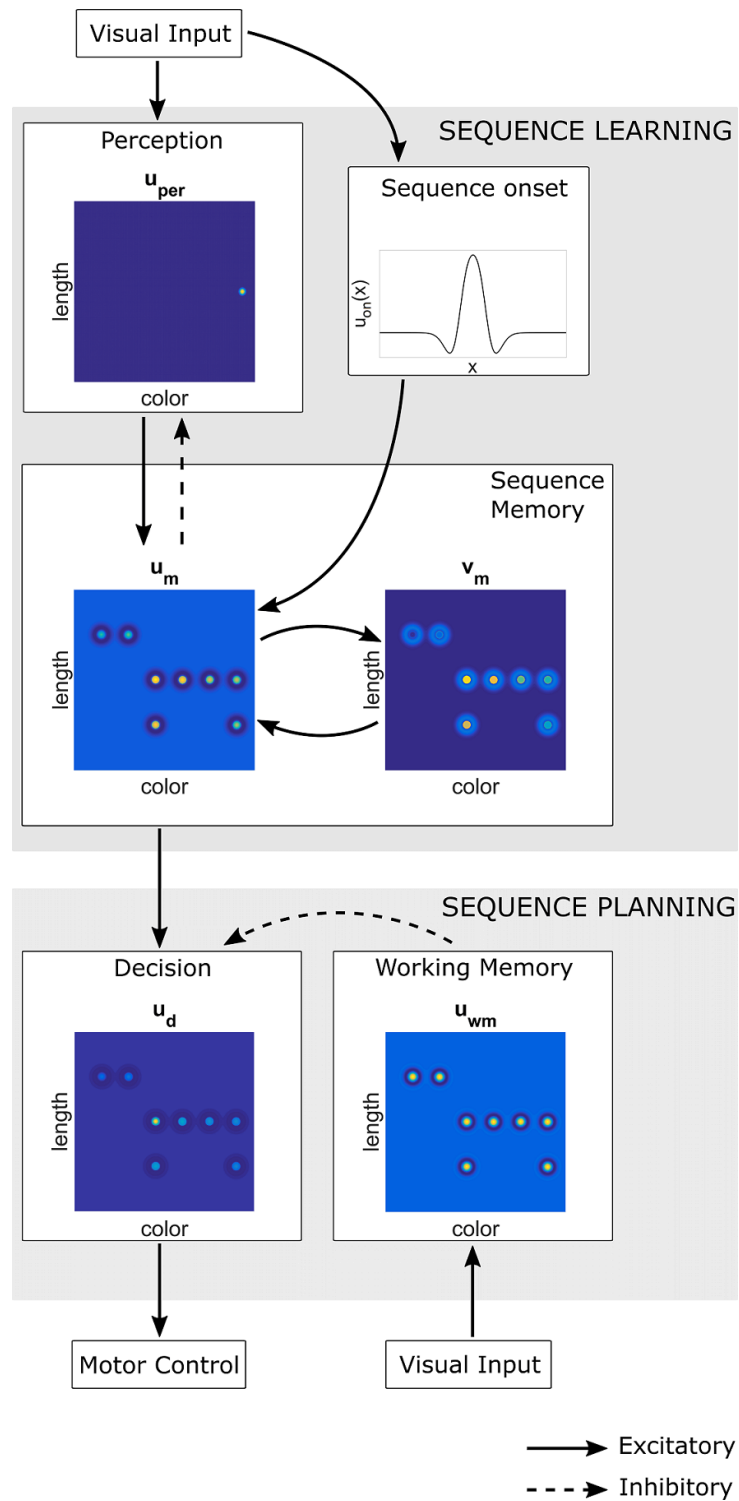 Visual Input
SEQUENCE LEARNING
Perception
u_per
length
color
Sequence onset
u_on(x)
x
Sequence
Memory
u_m
length
color
v_m
length
color
SEQUENCE PLANNING
Decision
u_d
length
color
Working Memory
u_wm
length
color
Motor Control
Visual Input
Excitatory
Inhibitory